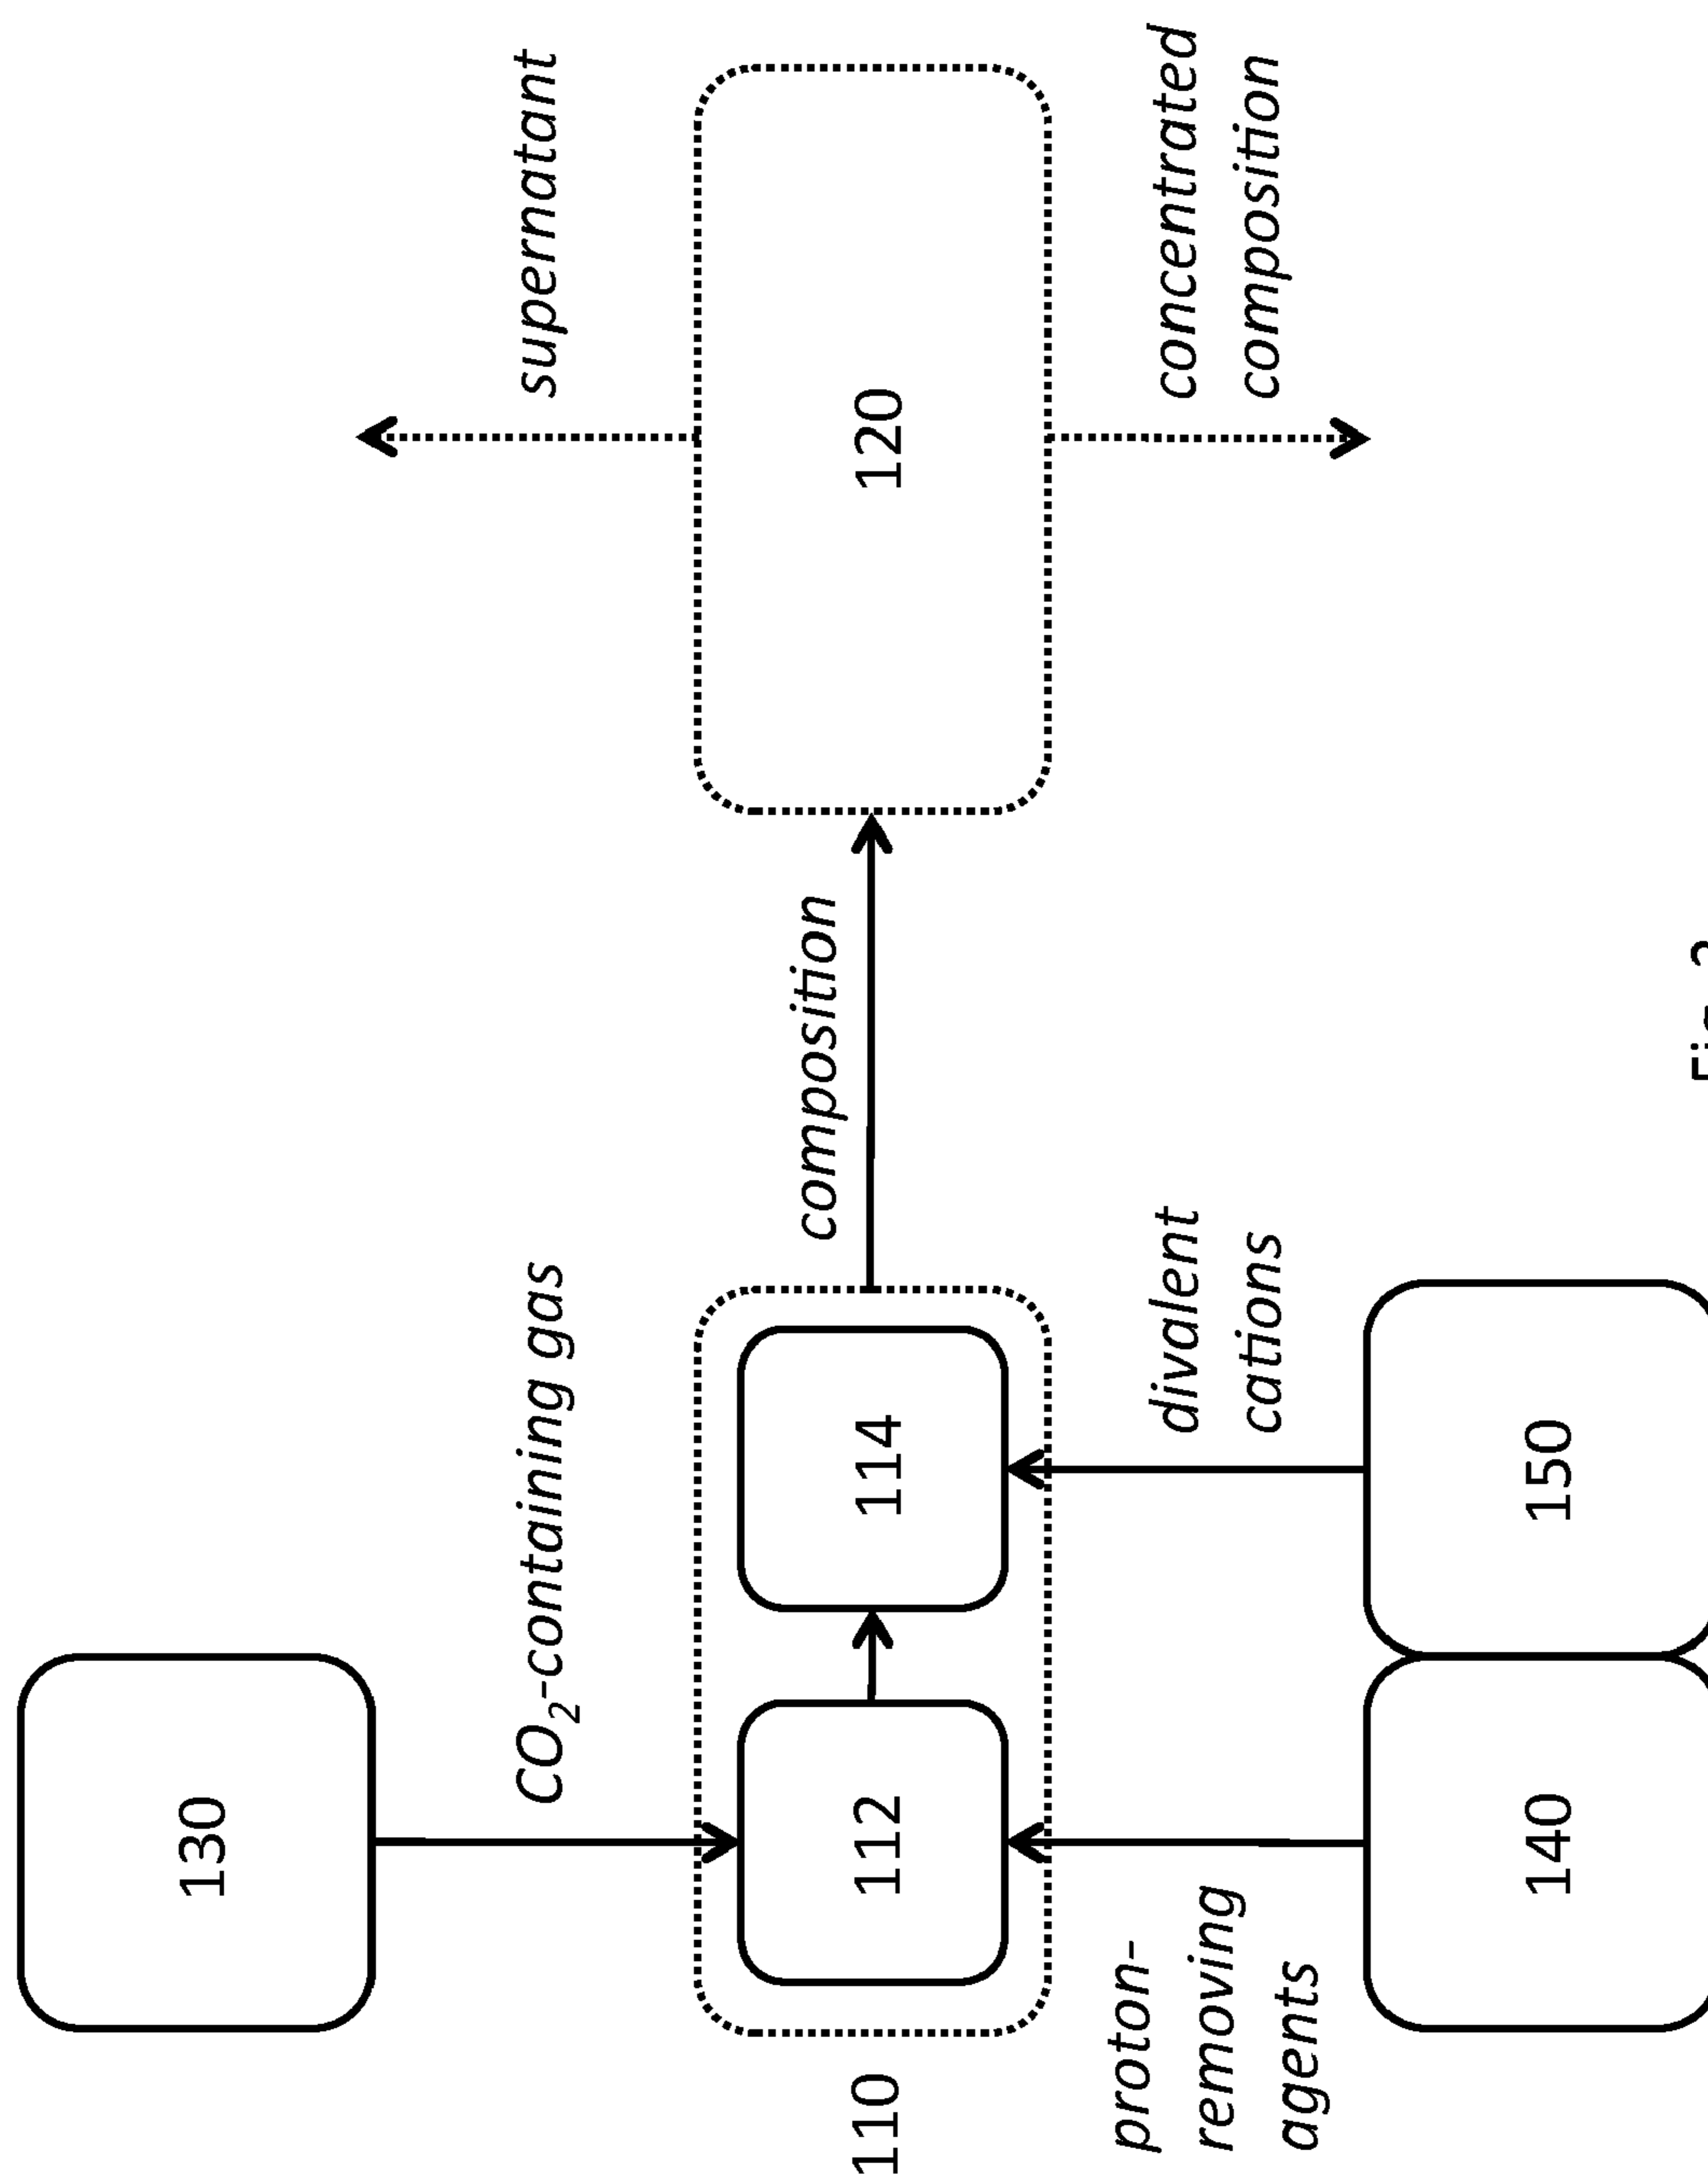 130
CO₂-containing gas
supernatant
composition
110
112
114
120
proton-
removing
agents
divalent
cations
concentrated
composition
140
150